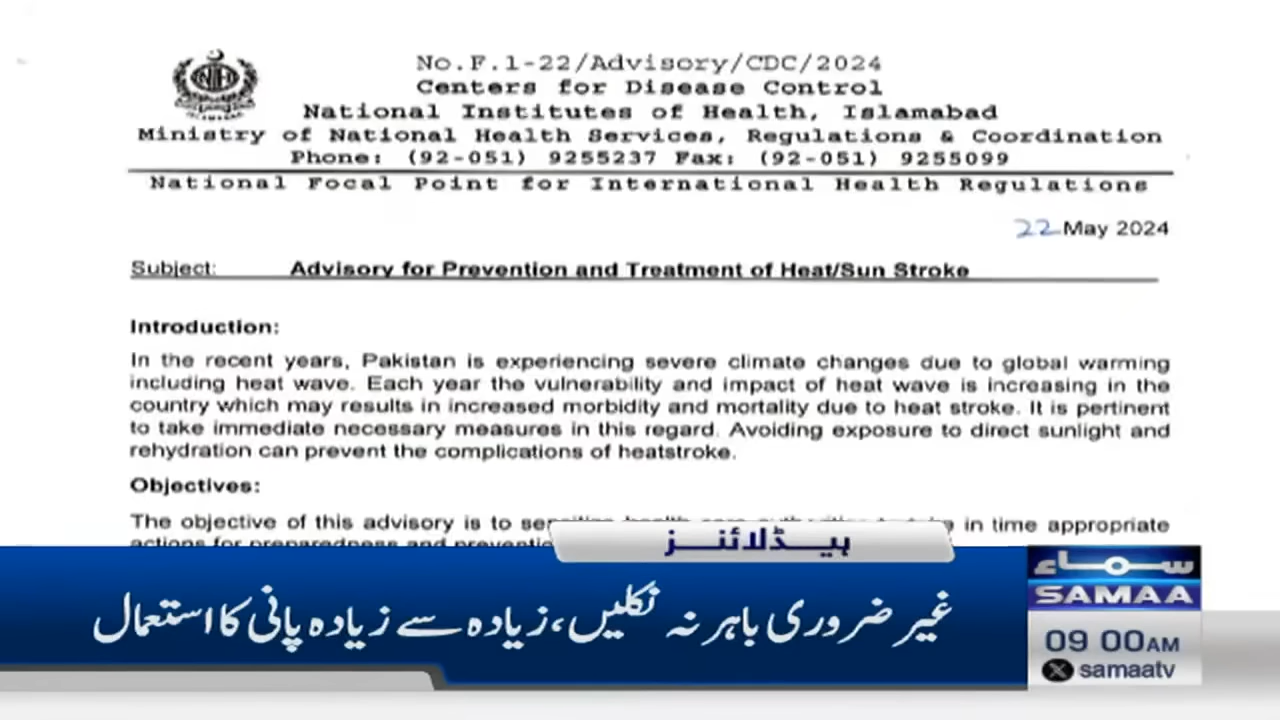 No.F.1-22/Advisory/CDC/2024
Centers for Disease Control
National Institutes of Health, Islamabad
Ministry of National Health Services, Regulations & Coordination
Phone: (92-051) 9255237 Fax: (92-051) 9255099
National Focal Point for International Health Regulations
22 May 2024
Subject: Advisory for Prevention and Treatment of Heat/Sun Stroke
Introduction:
In the recent years, Pakistan is experiencing severe climate changes due to global warming
including heat wave. Each year the vulnerability and impact of heat wave is increasing in the
country which may results in increased morbidity and mortality due to heat stroke. It is pertinent
to take immediate necessary measures in this regard. Avoiding exposure to direct sunlight and
rehydration can prevent the complications of heatstroke.
Objectives:
The objective of this advisory is to in time appropriate
actions for preparedness and
ہیڈلائنز
غیر ضروری باہر نہ نکلیں، زیادہ سے زیادہ پانی کا استعمال
سماء
SAMAA
09 00AM
X samaatv